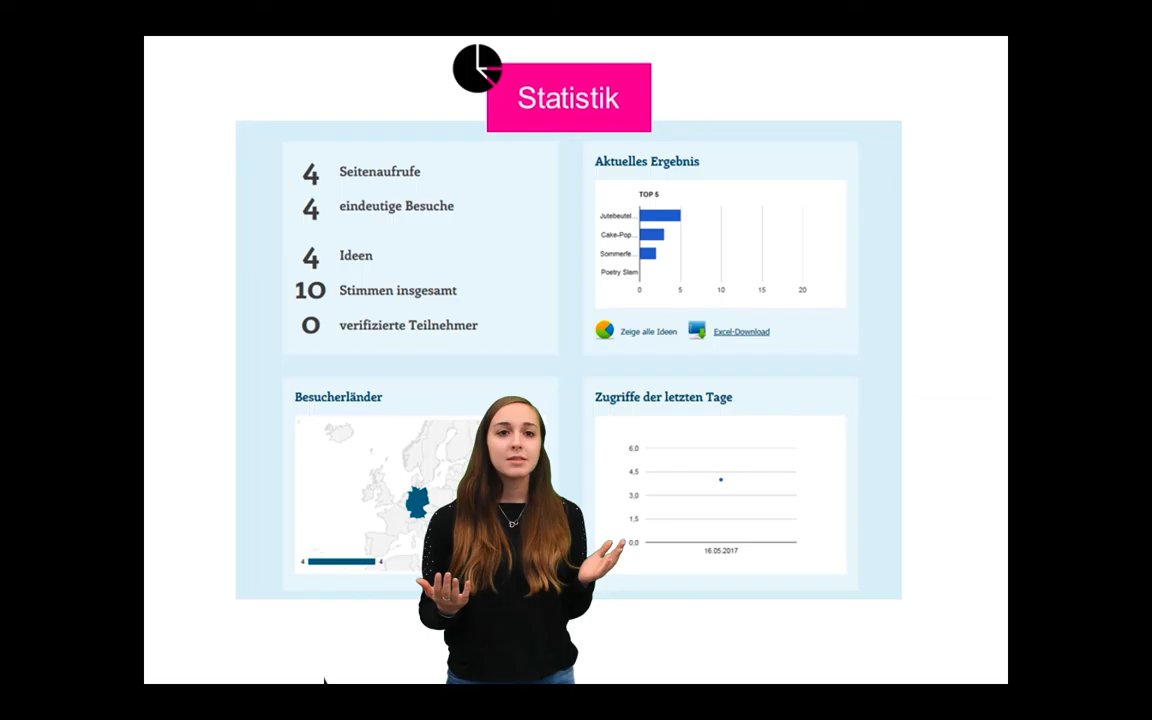 Statistik
4 Seitenaufrufe
4 eindeutige Besuche
4 Ideen
10 Stimmen insgesamt
0 verifizierte Teilnehmer
Aktuelles Ergebnis
TOP 5
Jutebeutel...
Cake-Pop...
Sommerfe...
Poetry Slam
0 5 10 15 20
Zeige alle Ideen Excel-Download
Besucherländer
4 4
Zugriffe der letzten Tage
6,0
4,5
3,0
1,5
0,0
16.05.2017